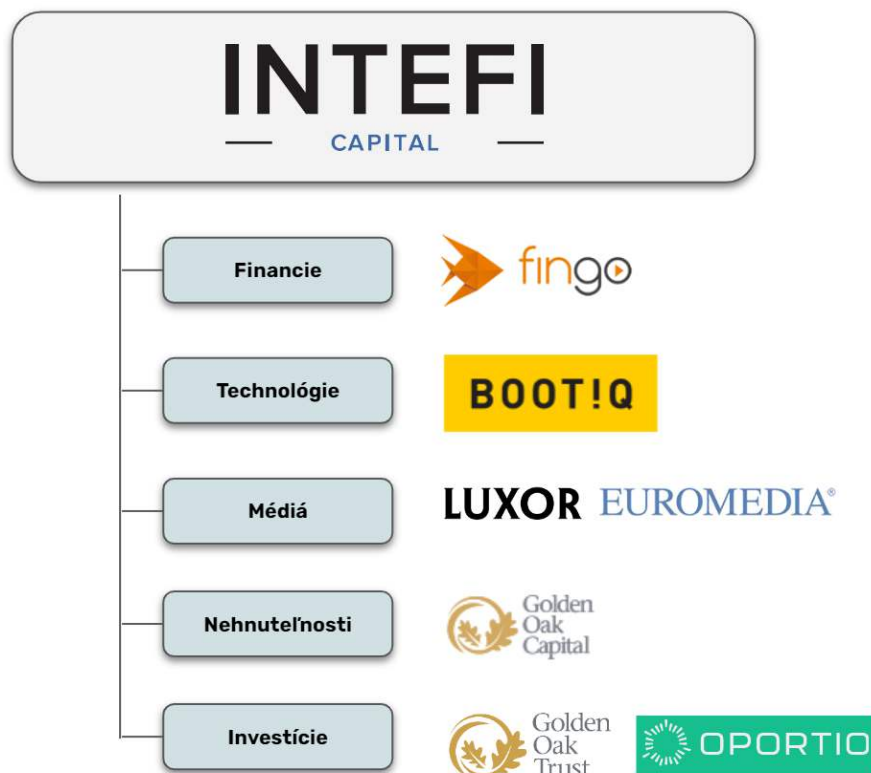 INTEFI
CAPITAL
Financie
fingo
Technológie
BOOT!Q
Médiá
LUXOR EUROMEDIA®
Nehnuteľnosti
Golden
Oak
Capital
Investície
Golden
Oak
Trust
OPORTIO